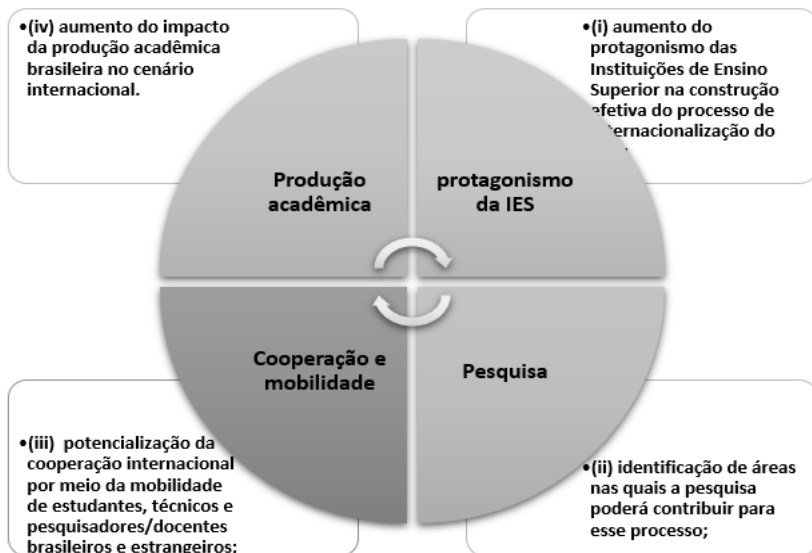 •(iv) aumento do impacto
da produção acadêmica
brasileira no cenário
internacional.
•(i) aumento do
protagonismo das
Instituições de Ensino
Superior na construção
efetiva do processo de
internacionalização do
Produção
acadêmica
protagonismo
da IES
Cooperação e
mobilidade
Pesquisa
•(iii) potencialização da
cooperação internacional
por meio da mobilidade
de estudantes, técnicos e
pesquisadores/docentes
brasileiros e estrangeiros;
•(ii) identificação de áreas
nas quais a pesquisa
poderá contribuir para
esse processo;